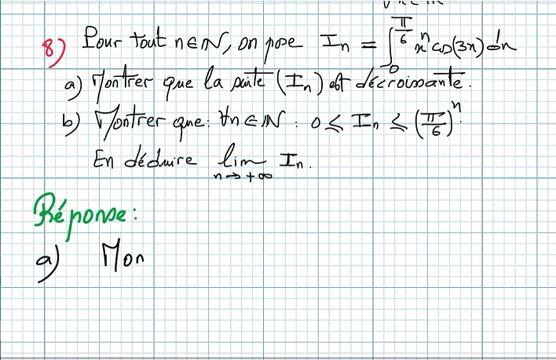 8) Pour tout n∈ℕ, on pose Iₙ = ∫₀^(π/6) xⁿ cos(3x) dx
a) Montrer que la suite (Iₙ) est décroissante.
b) Montrer que: ∀n∈ℕ : 0 ≤ Iₙ ≤ (π/6)ⁿ.
En déduire lim Iₙ.
n→+∞
Réponse:
a) Mon